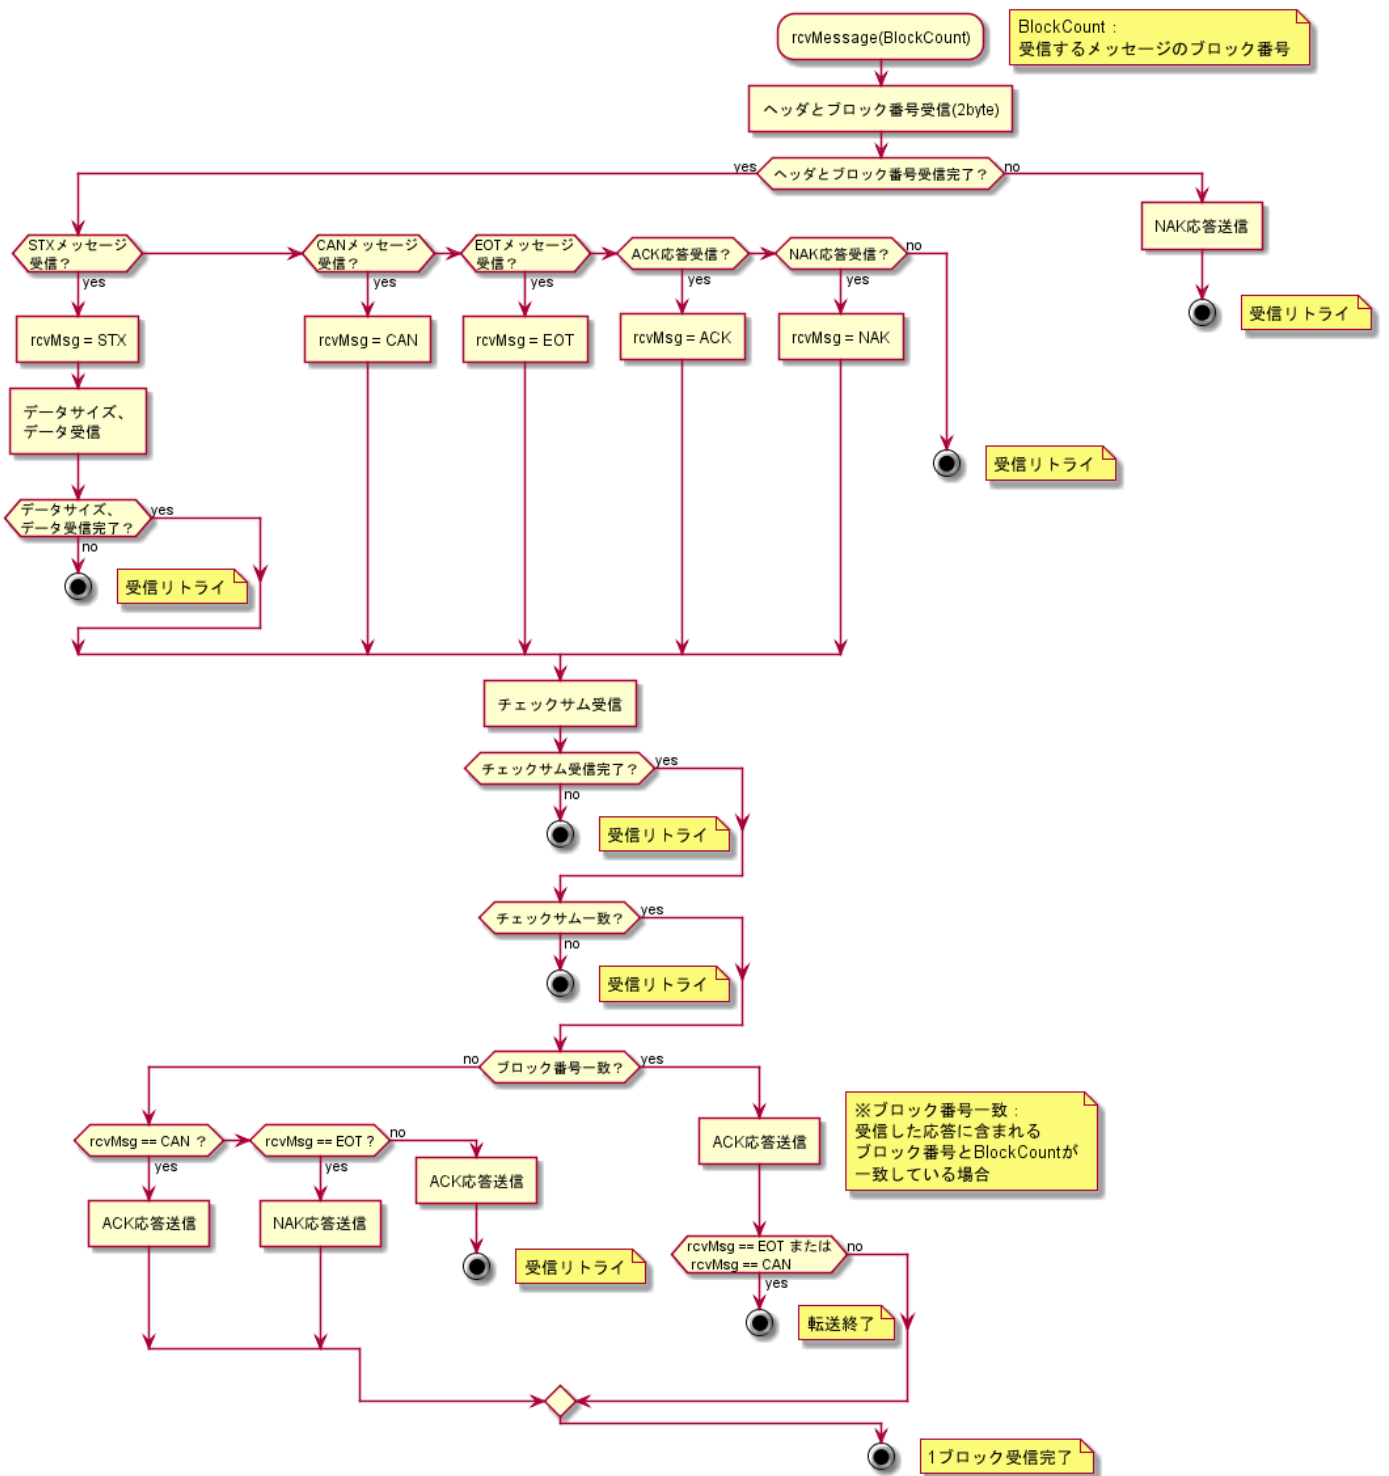 rcvMessage(BlockCount)
BlockCount：
受信するメッセージのブロック番号
ヘッダとブロック番号受信(2byte)
ヘッダとブロック番号受信完了？
yes
no
NAK応答送信
受信リトライ
STXメッセージ
受信？
yes
CANメッセージ
受信？
yes
EOTメッセージ
受信？
yes
ACK応答受信？
yes
NAK応答受信？
yes
no
rcvMsg = STX
rcvMsg = CAN
rcvMsg = EOT
rcvMsg = ACK
rcvMsg = NAK
データサイズ、
データ受信
受信リトライ
データサイズ、
データ受信完了？
yes
no
受信リトライ
チェックサム受信
チェックサム受信完了？
yes
no
受信リトライ
チェックサム一致？
yes
no
受信リトライ
ブロック番号一致？
no
yes
rcvMsg == CAN ？
yes
rcvMsg == EOT ?
yes
no
ACK応答送信
NAK応答送信
ACK応答送信
受信リトライ
ACK応答送信
※ブロック番号一致：
受信した応答に含まれる
ブロック番号とBlockCountが
一致している場合
rcvMsg == EOT または
rcvMsg == CAN
no
yes
転送終了
1ブロック受信完了